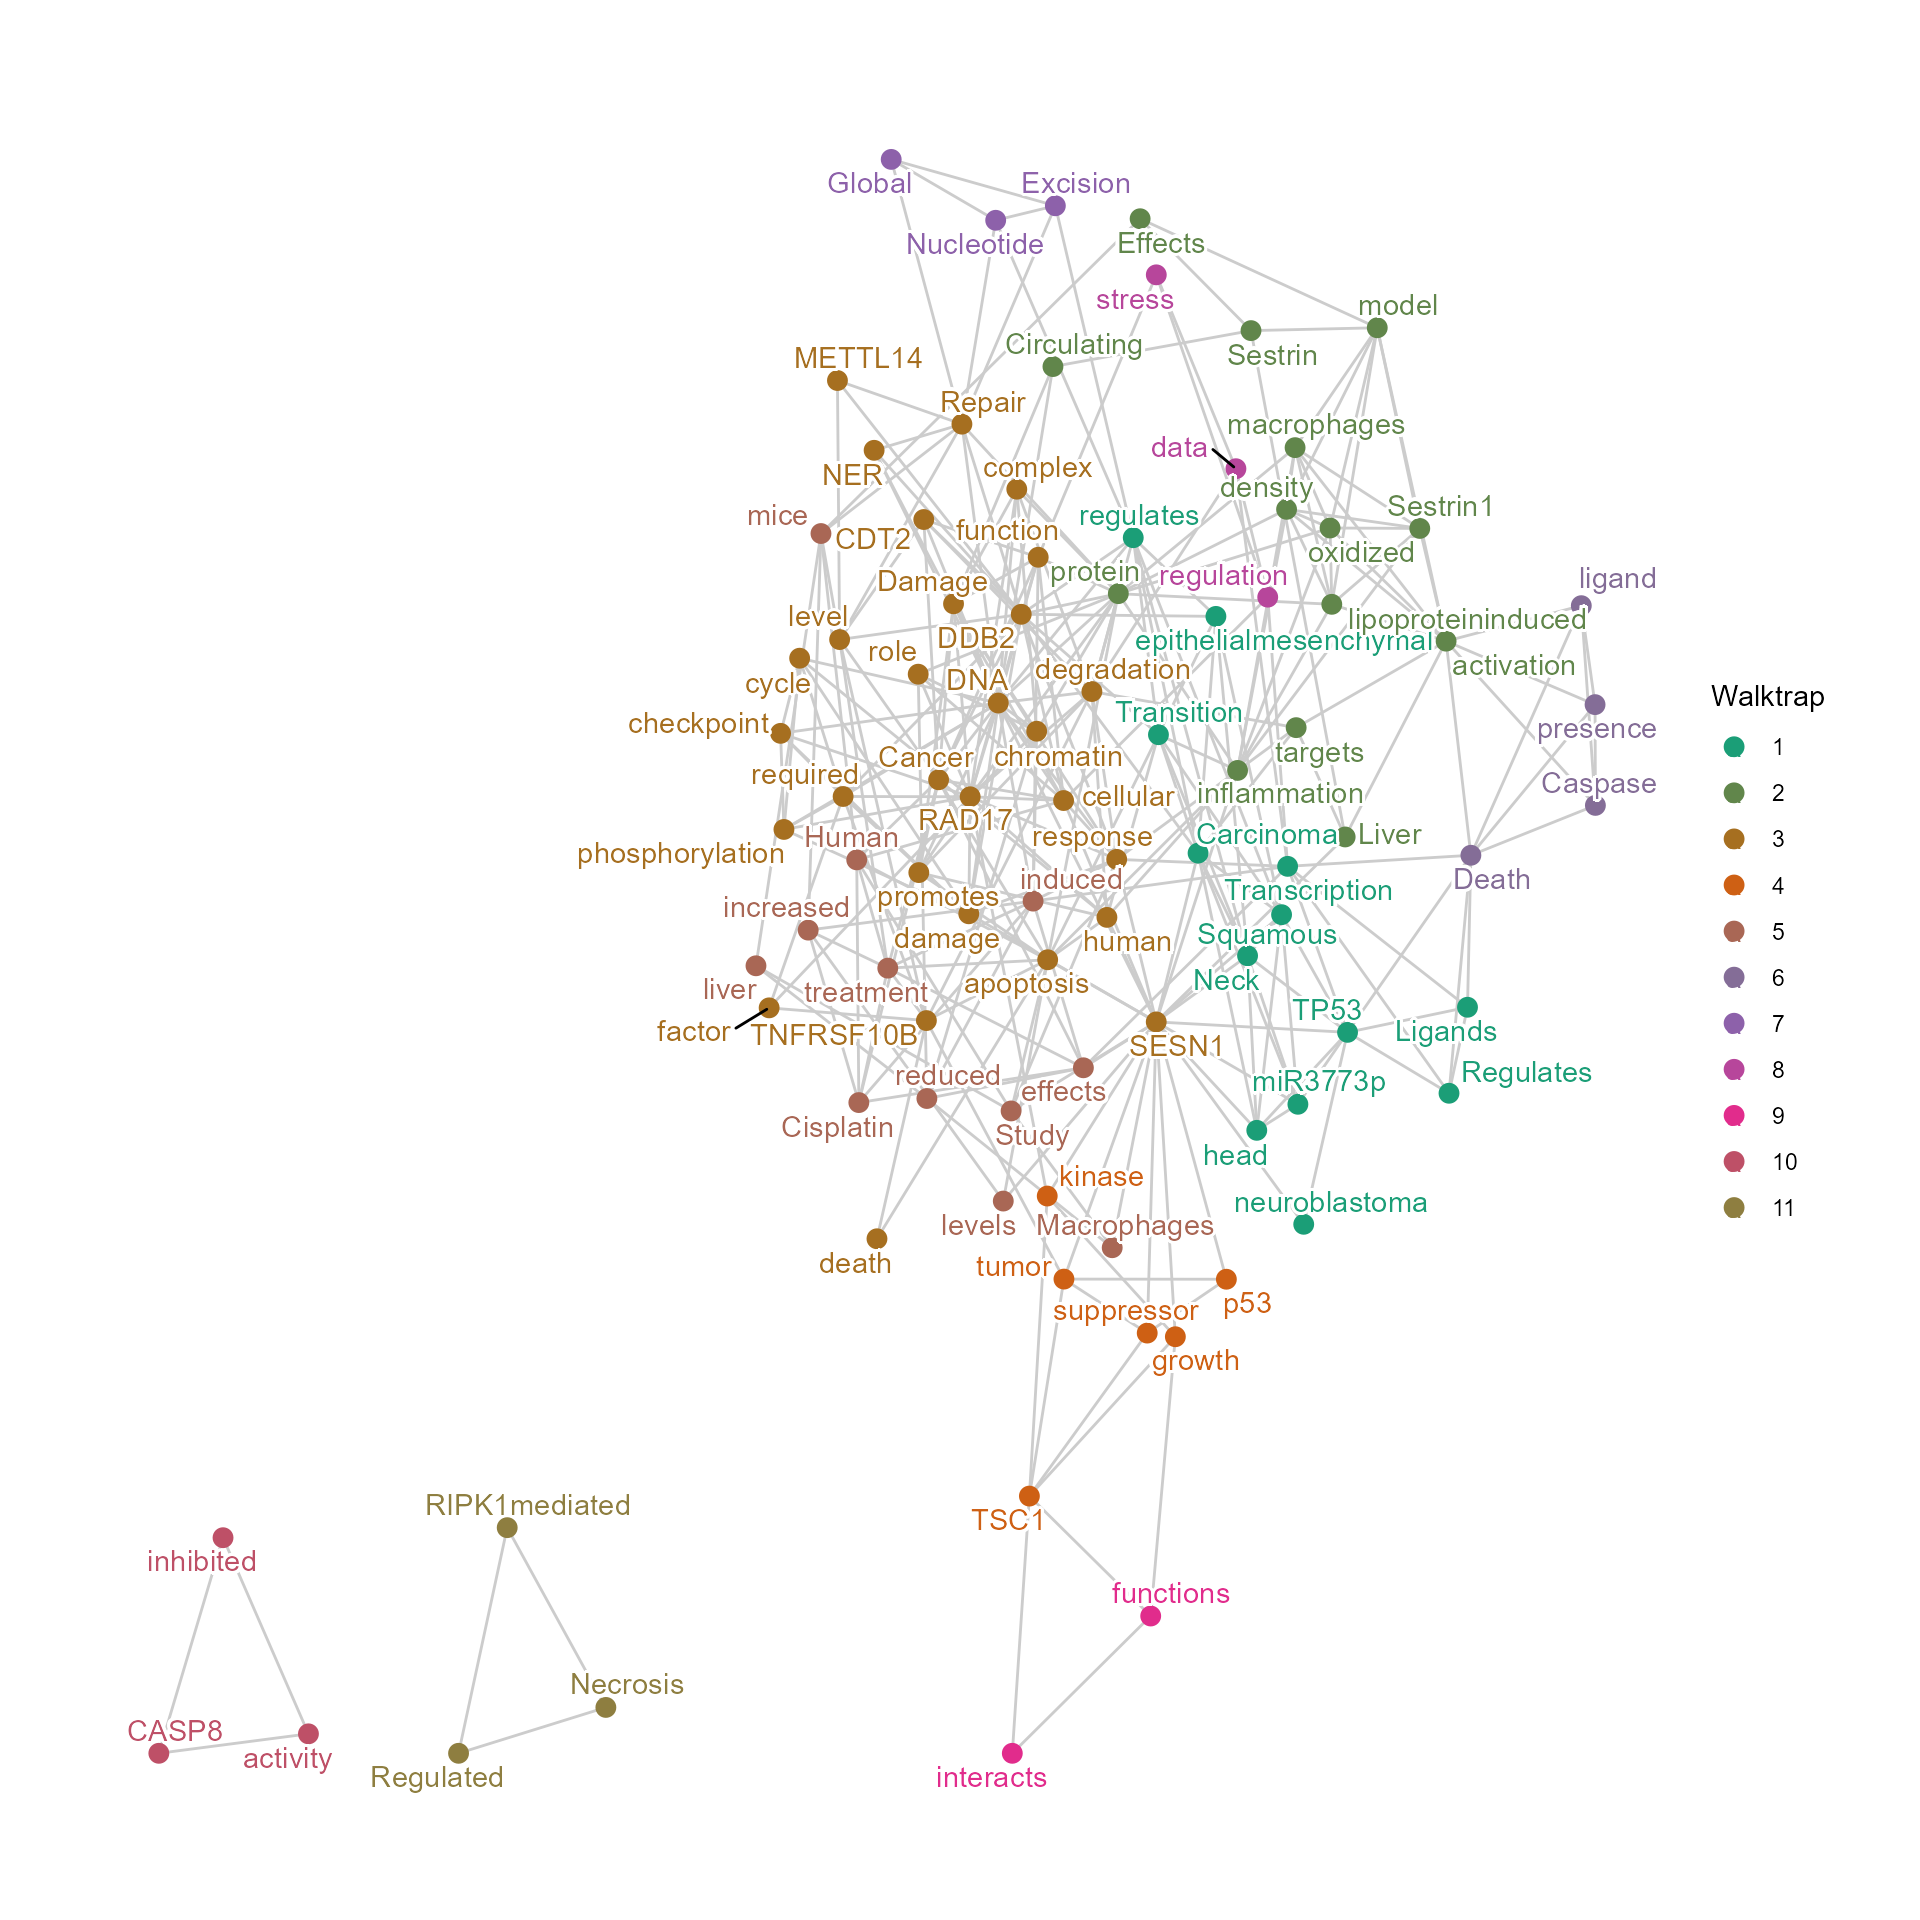 Global
Excision
Nucleotide
Effects
stress
model
Circulating
Sestrin
METTL14
Repair
macrophages
data
complex
NER
density
Sestrin1
mice
regulates
CDT2
function
oxidized
protein
regulation
Damage
ligand
level
lipoproteininduced
DDB2
epithelialmesenchymal
role
degradation
activation
DNA
cycle
Transition
checkpoint
presence
targets
Cancer
chromatin
required
Caspase
inflammation
cellular
RAD17
Human
response
Carcinoma
Liver
phosphorylation
induced
Death
Transcription
promotes
increased
Squamous
damage
human
Neck
apoptosis
liver
treatment
TP53
factor
TNFRSF10B
Ligands
SESN1
reduced
effects
miR3773p
Regulates
Cisplatin
Study
head
kinase
neuroblastoma
levels
Macrophages
death
tumor
suppressor
p53
growth
RIPK1mediated
TSC1
inhibited
functions
Necrosis
CASP8
activity
Regulated
interacts
Walktrap
1
2
3
4
5
6
7
8
9
10
11